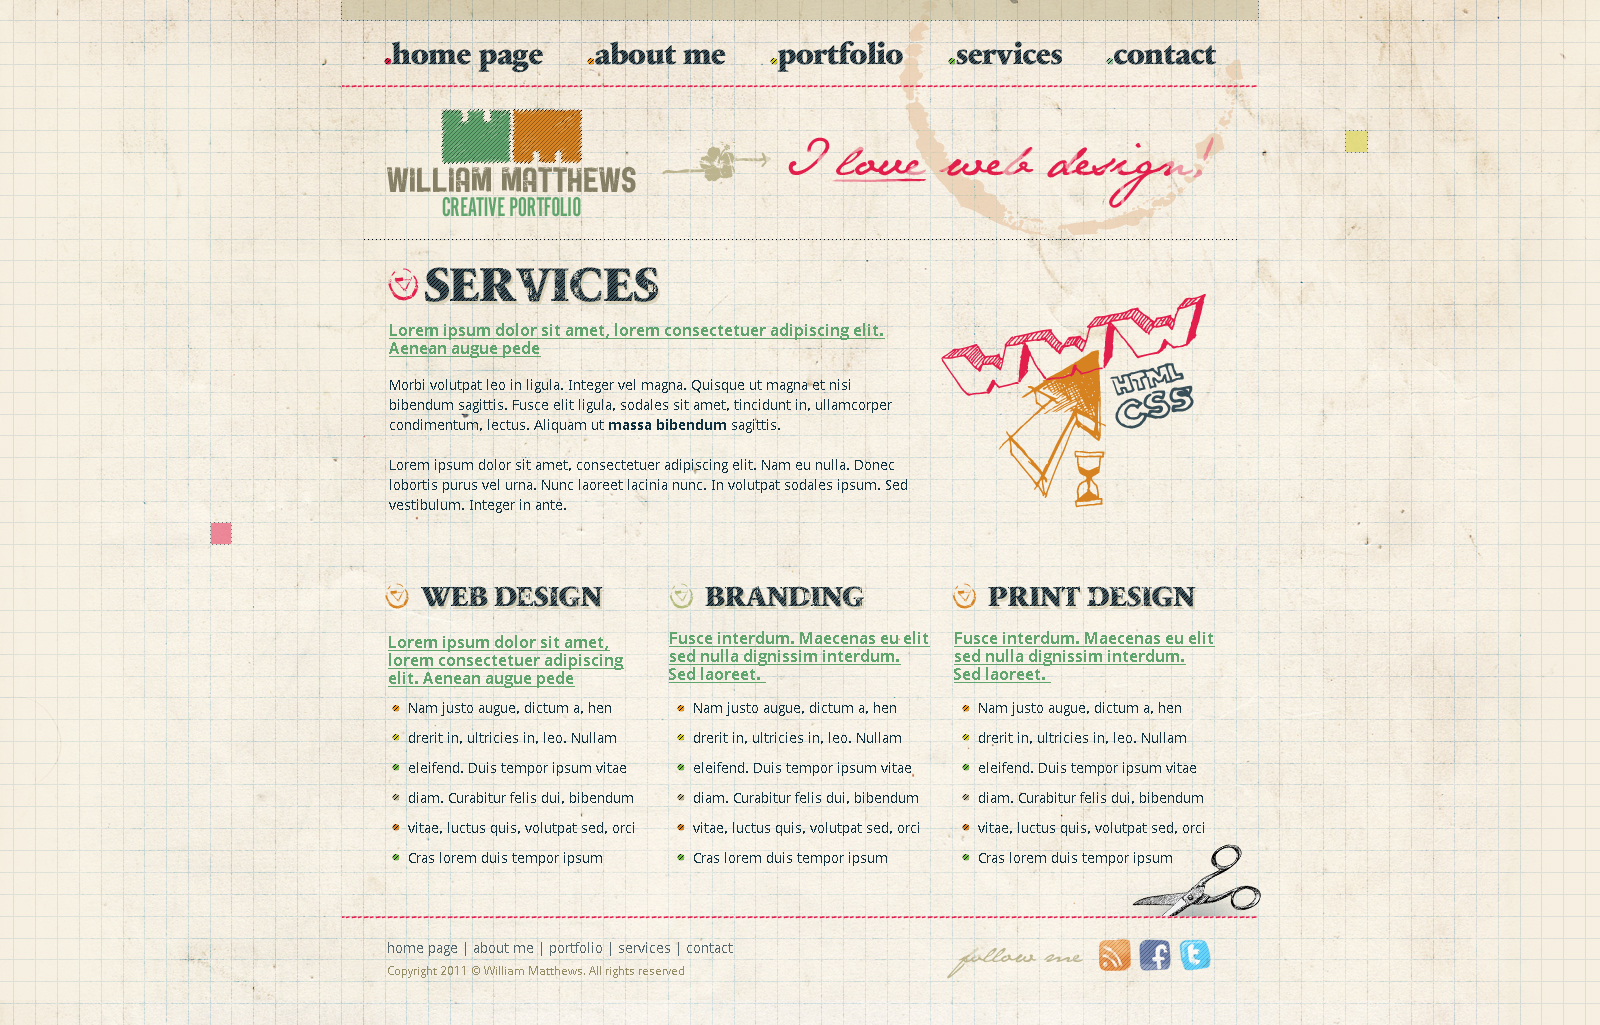 home page
about me
portfolio
services
contact
WILLIAM MATTHEWS
CREATIVE PORTFOLIO
I love web design!
SERVICES
Lorem ipsum dolor sit amet, lorem consectetuer adipiscing elit.
Aenean augue pede
Morbi volutpat leo in ligula. Integer vel magna. Quisque ut magna et nisi
bibendum sagittis. Fusce elit ligula, sodales sit amet, tincidunt in, ullamcorper
condimentum, lectus. Aliquam ut massa bibendum sagittis.
Lorem ipsum dolor sit amet, consectetuer adipiscing elit. Nam eu nulla. Donec
lobortis purus vel urna. Nunc laoreet lacinia nunc. In volutpat sodales ipsum. Sed
vestibulum. Integer in ante.
WWW
HTML
CSS
WEB DESIGN
Lorem ipsum dolor sit amet,
lorem consectetuer adipiscing
elit. Aenean augue pede
Nam justo augue, dictum a, hen
drerit in, ultricies in, leo. Nullam
eleifend. Duis tempor ipsum vitae
diam. Curabitur felis dui, bibendum
vitae, luctus quis, volutpat sed, orci
Cras lorem duis tempor ipsum
BRANDING
Fusce interdum. Maecenas eu elit
sed nulla dignissim interdum.
Sed laoreet.
Nam justo augue, dictum a, hen
drerit in, ultricies in, leo. Nullam
eleifend. Duis tempor ipsum vitae
diam. Curabitur felis dui, bibendum
vitae, luctus quis, volutpat sed, orci
Cras lorem duis tempor ipsum
PRINT DESIGN
Fusce interdum. Maecenas eu elit
sed nulla dignissim interdum.
Sed laoreet.
Nam justo augue, dictum a, hen
drerit in, ultricies in, leo. Nullam
eleifend. Duis tempor ipsum vitae
diam. Curabitur felis dui, bibendum
vitae, luctus quis, volutpat sed, orci
Cras lorem duis tempor ipsum
home page | about me | portfolio | services | contact
Copyright 2011 © William Matthews. All rights reserved
follow me
f
t